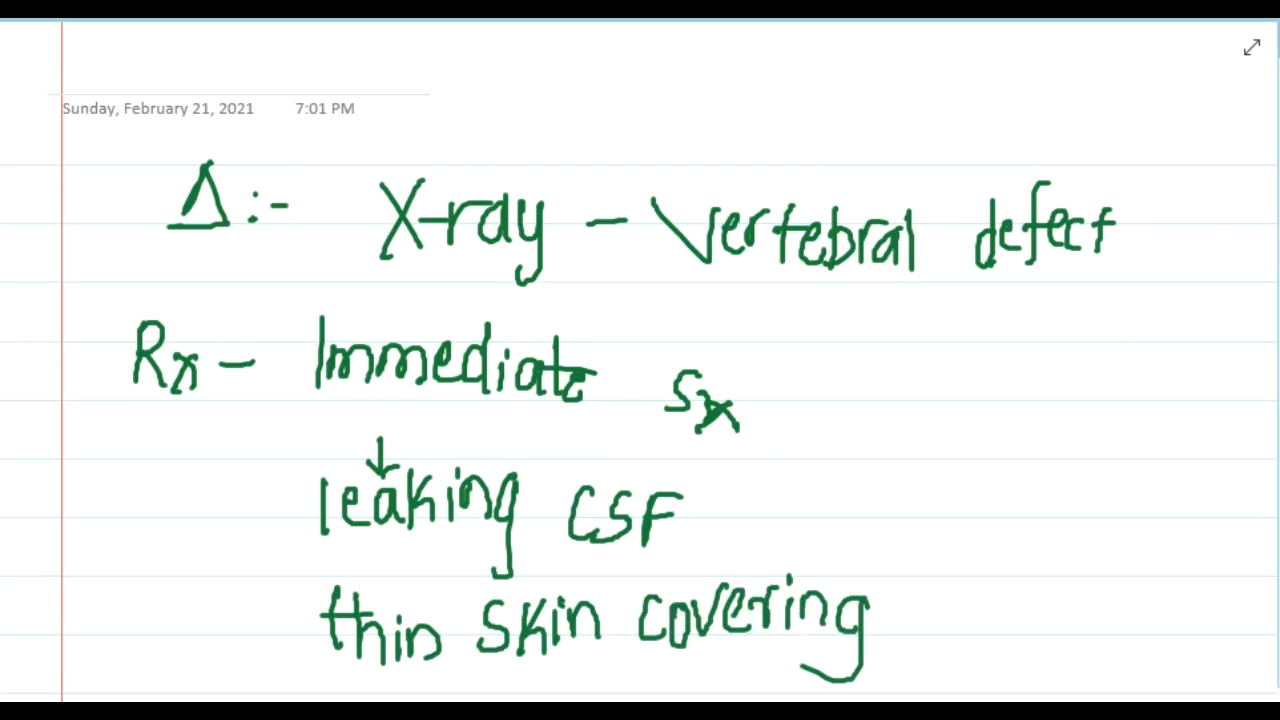 Sunday, February 21, 2021 7:01 PM
Δ :- X-ray - Vertebral defect
Rx - Immediate Sx
↓
leaking CSF
thin skin covering